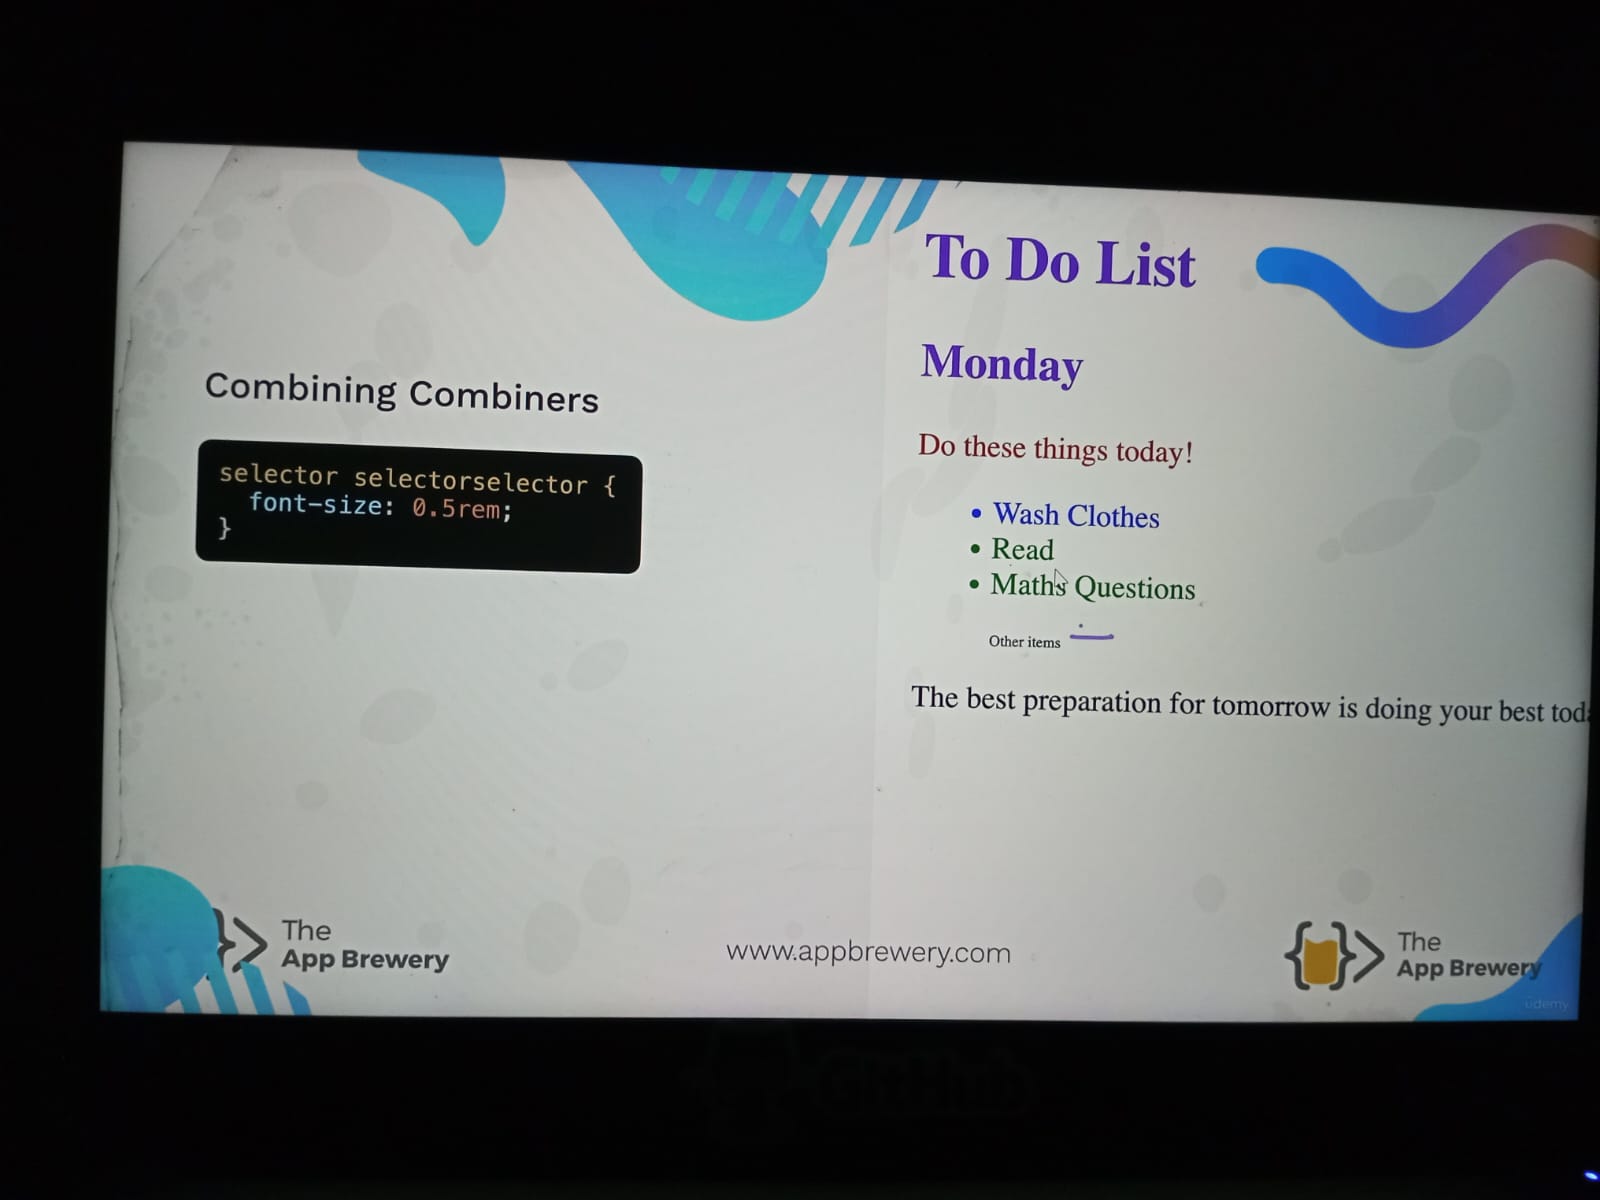 To Do List
Monday
Combining Combiners
Do these things today!
selector selectorselector {
font-size: 0.5rem;
}
• Wash Clothes
• Read
• Maths Questions
Other items
The best preparation for tomorrow is doing your best
The
App Brewery
www.appbrewery.com
The
App Brewery
udemy
GitHub